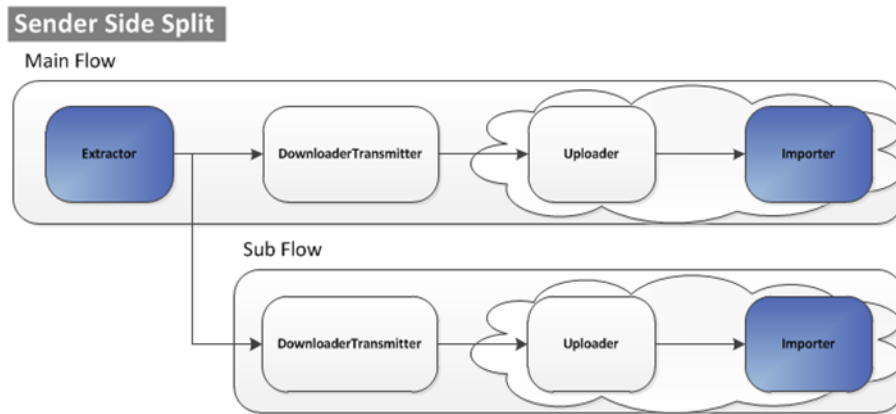 Sender Side Split
Main Flow
Extractor
DownloaderTransmitter
Uploader
Importer
Sub Flow
DownloaderTransmitter
Uploader
Importer